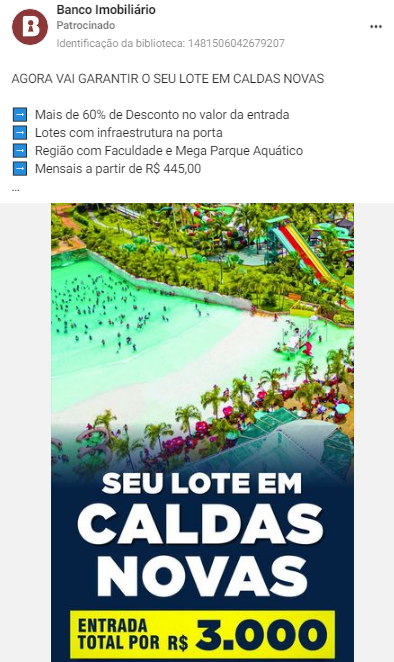 Banco Imobiliário
Patrocinado
Identificação da biblioteca: 1481506042679207
AGORA VAI GARANTIR O SEU LOTE EM CALDAS NOVAS
➡ Mais de 60% de Desconto no valor da entrada
➡ Lotes com infraestrutura na porta
➡ Região com Faculdade e Mega Parque Aquático
➡ Mensais a partir de R$ 445,00
...
SEU LOTE EM
CALDAS
NOVAS
ENTRADA
TOTAL POR R$ 3.000